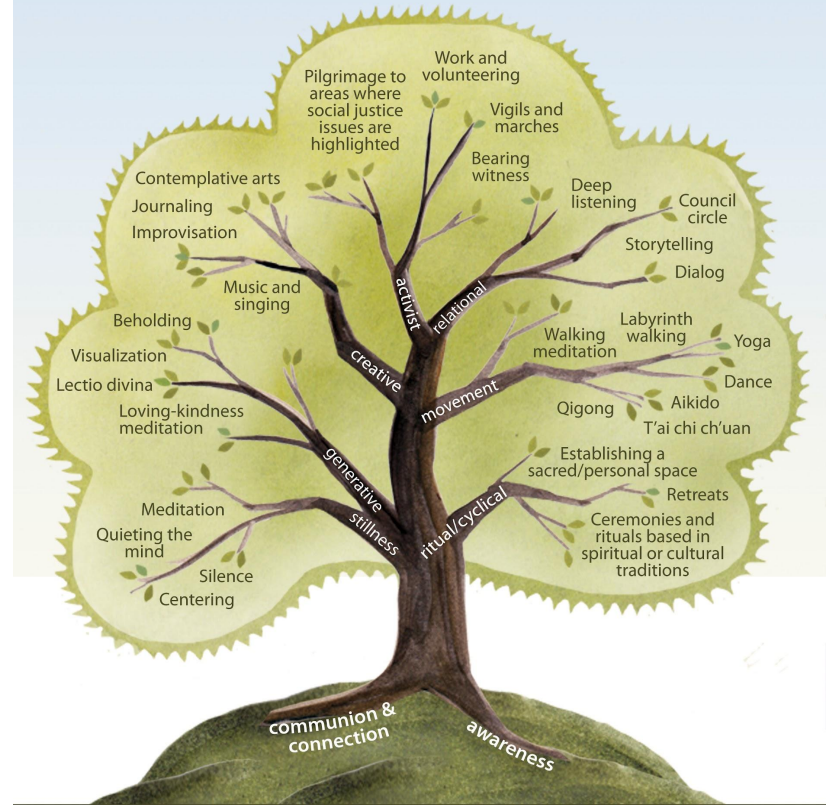 Work and
volunteering
Pilgrimage to
areas where
social justice
issues are
highlighted
Vigils and
marches
Bearing
witness
Deep
listening
Council
circle
Storytelling
Dialog
Contemplative arts
Journaling
Improvisation
Music and
singing
activist
relational
Beholding
Visualization
Lectio divina
Loving-kindness
meditation
creative
movement
Walking
meditation
Labyrinth
walking
Yoga
Dance
Aikido
Qigong
T'ai chi ch'uan
generative
stillness
ritual/cyclical
Establishing a
sacred/personal space
Retreats
Ceremonies and
rituals based in
spiritual or cultural
traditions
Meditation
Quieting the
mind
Silence
Centering
communion &
connection
awareness